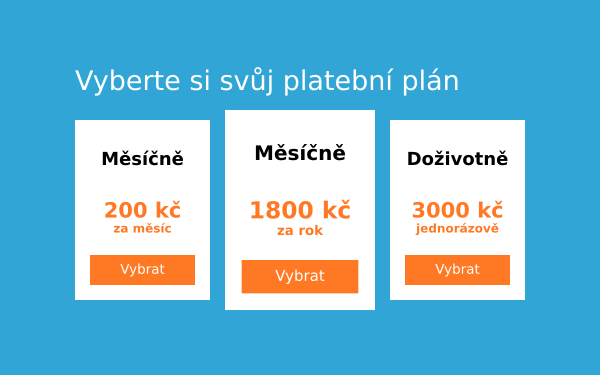 Vyberte si svůj platební plán
Měsíčně
200 kč
za měsíc
Vybrat
Měsíčně
1800 kč
za rok
Vybrat
Doživotně
3000 kč
jednorázově
Vybrat